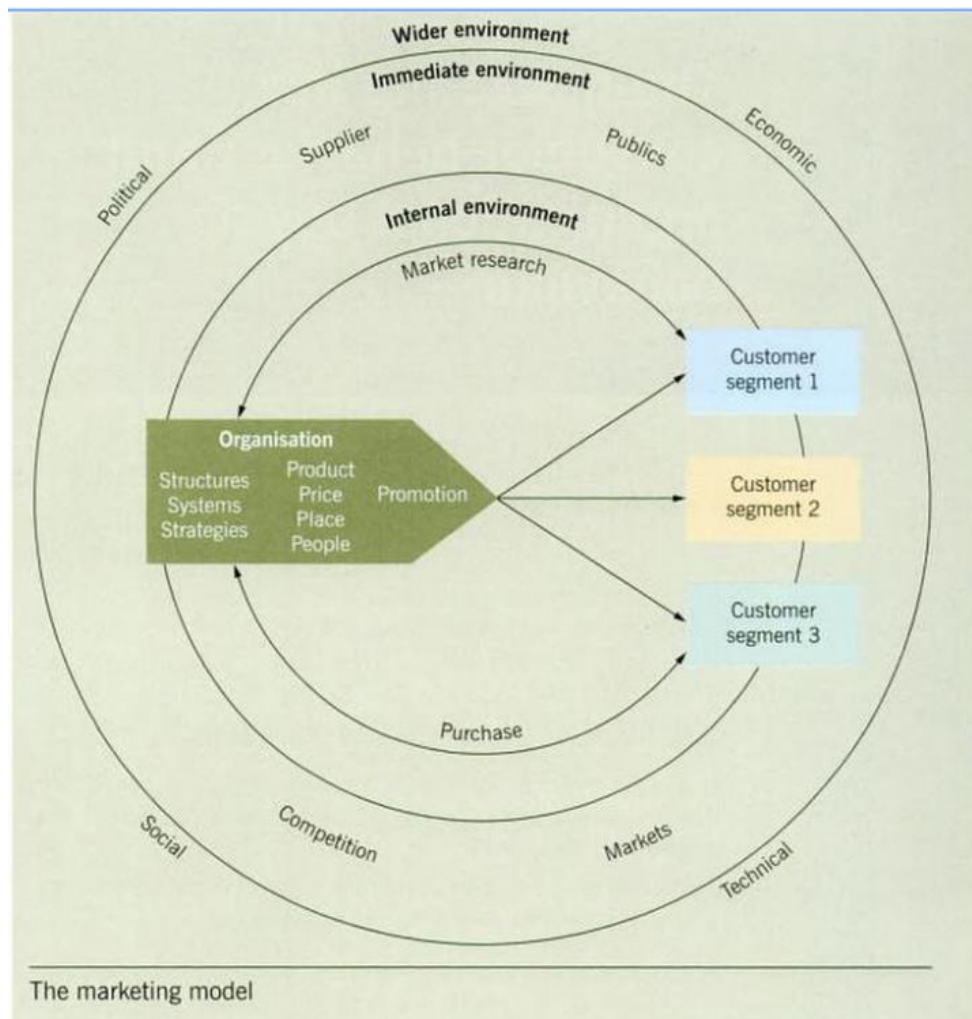 Wider environment
Immediate environment
Supplier
Publics
Economic
Political
Internal environment
Market research
Customer
segment 1
Organisation
Structures
Systems
Strategies
Product
Price
Place
People
Promotion
Customer
segment 2
Customer
segment 3
Purchase
Competition
Markets
Social
Technical
The marketing model